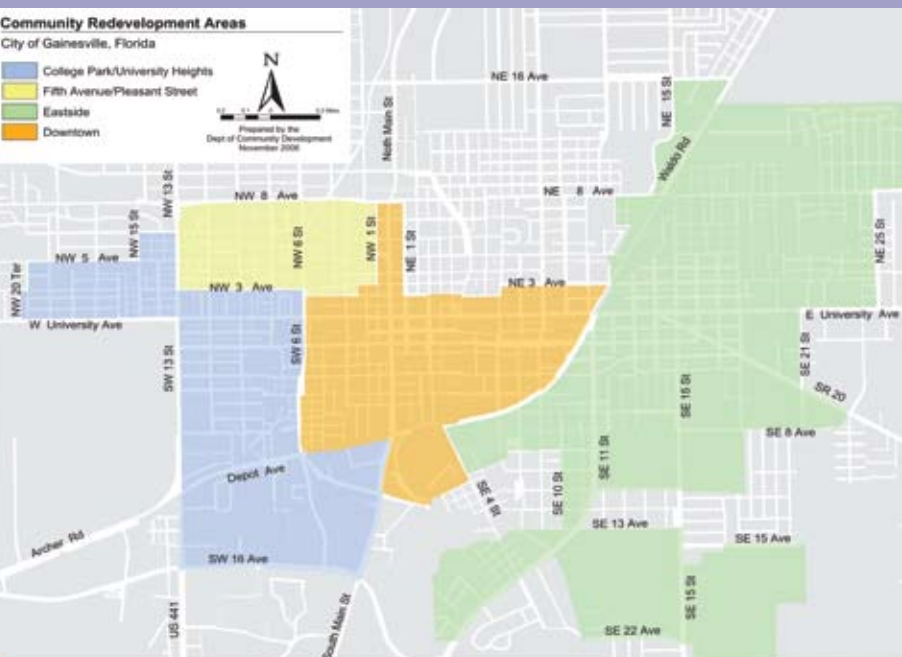 Community Redevelopment Areas
City of Gainesville, Florida
College Park/University Heights
Fifth Avenue/Pleasant Street
Eastside
Downtown
N
Prepared by the
Dept of Community Development
November 2006
NE 16 Ave
NE 15 St
Noth Main St
Waldo Rd
NW 13 St
NW 8 Ave
NE 8 Ave
NW 15 St
NW 6 St
NW 1 St
NE 1 St
NE 25 St
NW 5 Ave
NW 20 Ter
NW 3 Ave
NE 3 Ave
W University Ave
E University Ave
SW 13 St
SW 6 St
SE 21 St
SE 15 St
SR 20
SE 8 Ave
Depot Ave
SE 11 St
SE 10 St
SE 4 St
Archer Rd
SE 13 Ave
SE 15 Ave
SW 16 Ave
US 441
South Main St
SE 15 St
SE 22 Ave